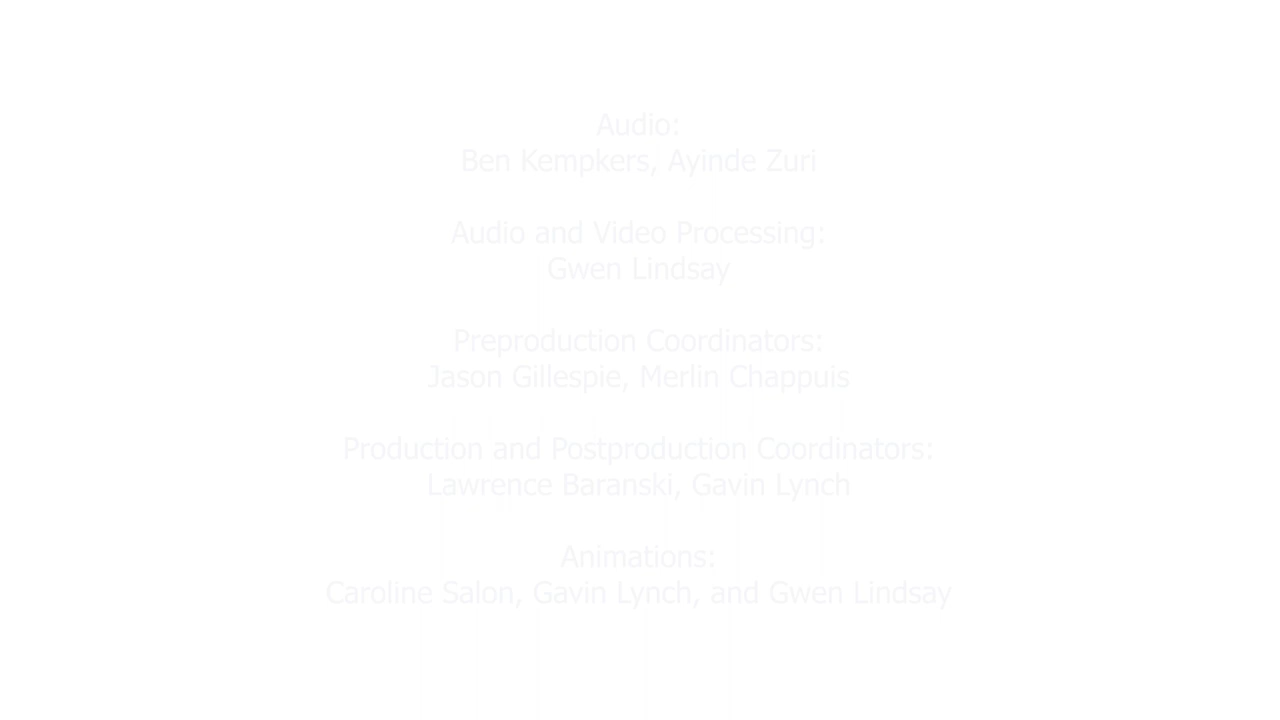 Audio:
Ben Kempkers, Ayinde Zuri
Audio and Video Processing:
Gwen Lindsay
Preproduction Coordinators:
Jason Gillespie, Merlin Chappuis
Production and Postproduction Coordinators:
Lawrence Baranski, Gavin Lynch
Animations:
Caroline Salon, Gavin Lynch, and Gwen Lindsay